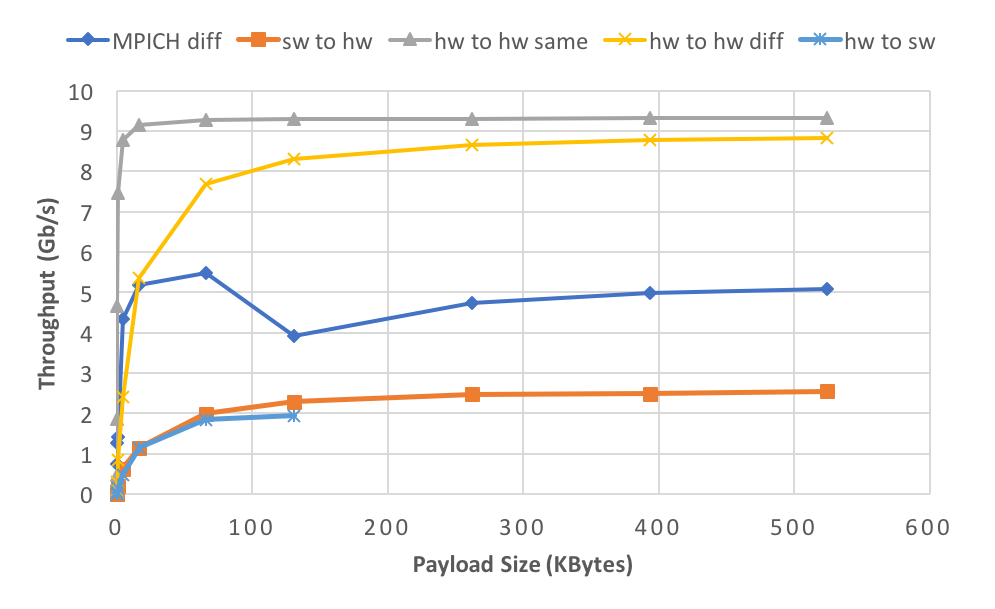 MPICH diff sw to hw hw to hw same hw to hw diff hw to sw
10
9
8
7
6
5
4
3
2
1
0
Throughput (Gb/s)
0 100 200 300 400 500 600
Payload Size (KBytes)